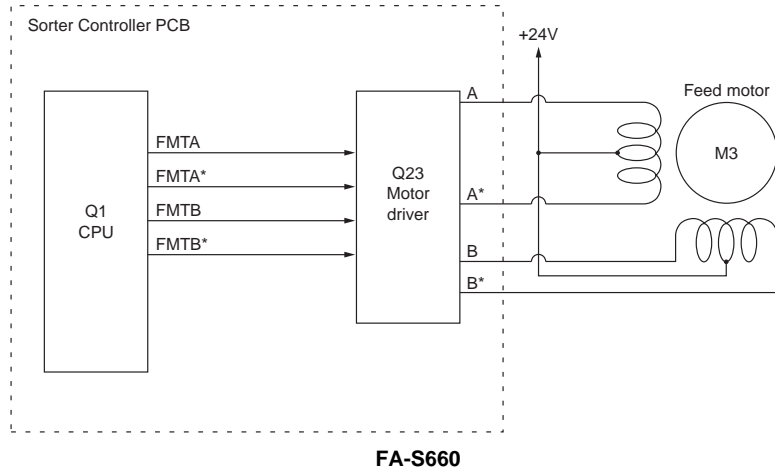 Sorter Controller PCB
+24V
Feed motor
A
FMTA
FMTA*
FMTB
FMTB*
Q1
CPU
Q23
Motor
driver
A*
B
B*
M3
FA-S660